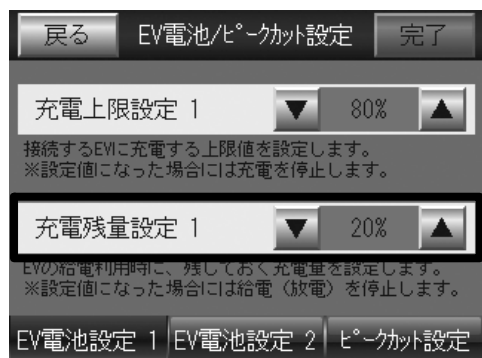 戻る EV電池/ピークカット設定 完了
充電上限設定 1 ▼ 80% ▲
接続するEVに充電する上限値を設定します。
※設定値になった場合には充電を停止します。
充電残量設定 1 ▼ 20% ▲
EVの給電利用時に、残しておく充電量を設定します。
※設定値になった場合には給電（放電）を停止します。
EV電池設定 1 EV電池設定 2 ピークカット設定